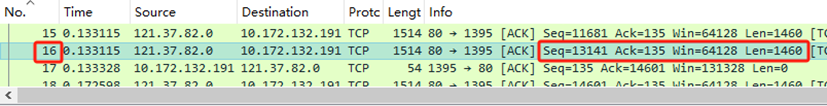 No. Time Source Destination Protc Lengt Info
15 0.133115 121.37.82.0 10.172.132.191 TCP 1514 80 → 1395 [ACK] Seq=11681 Ack=135 Win=64128 Len=1460 [TC
16 0.133115 121.37.82.0 10.172.132.191 TCP 1514 80 → 1395 [ACK] Seq=13141 Ack=135 Win=64128 Len=1460 [TC
17 0.133328 10.172.132.191 121.37.82.0 TCP 54 1395 → 80 [ACK] Seq=135 Ack=14601 Win=131328 Len=0
18 0.172598 121.37.82.0 10.172.132.191 TCP 1514 80 → 1395 [ACK] Seq=14601 Ack=135 Win=64128 Len=1460